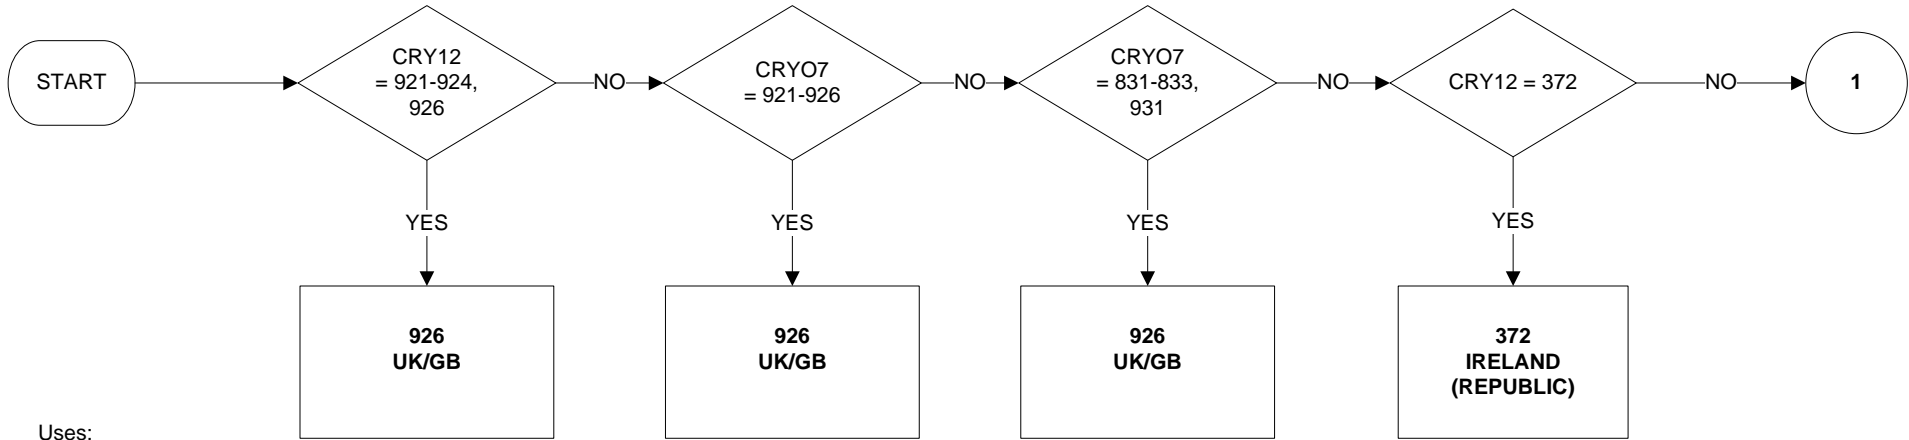 START
CRY12
= 921-924,
926
NO
CRYO7
= 921-926
NO
CRYO7
= 831-833,
931
NO
CRY12 = 372
NO
1
YES
YES
YES
YES
926
UK/GB
926
UK/GB
926
UK/GB
372
IRELAND
(REPUBLIC)
Uses: